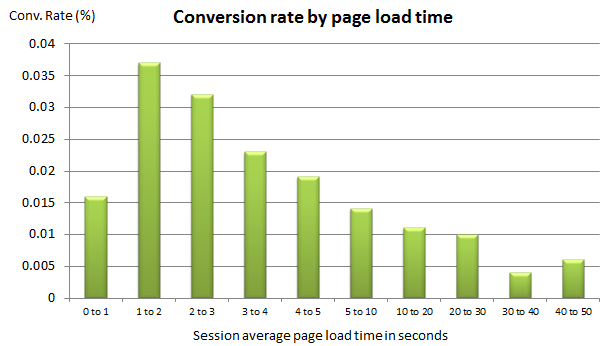 Conv. Rate (%)
Conversion rate by page load time
0.04
0.035
0.03
0.025
0.02
0.015
0.01
0.005
0
0 to 1 1 to 2 2 to 3 3 to 4 4 to 5 5 to 10 10 to 20 20 to 30 30 to 40 40 to 50
Session average page load time in seconds